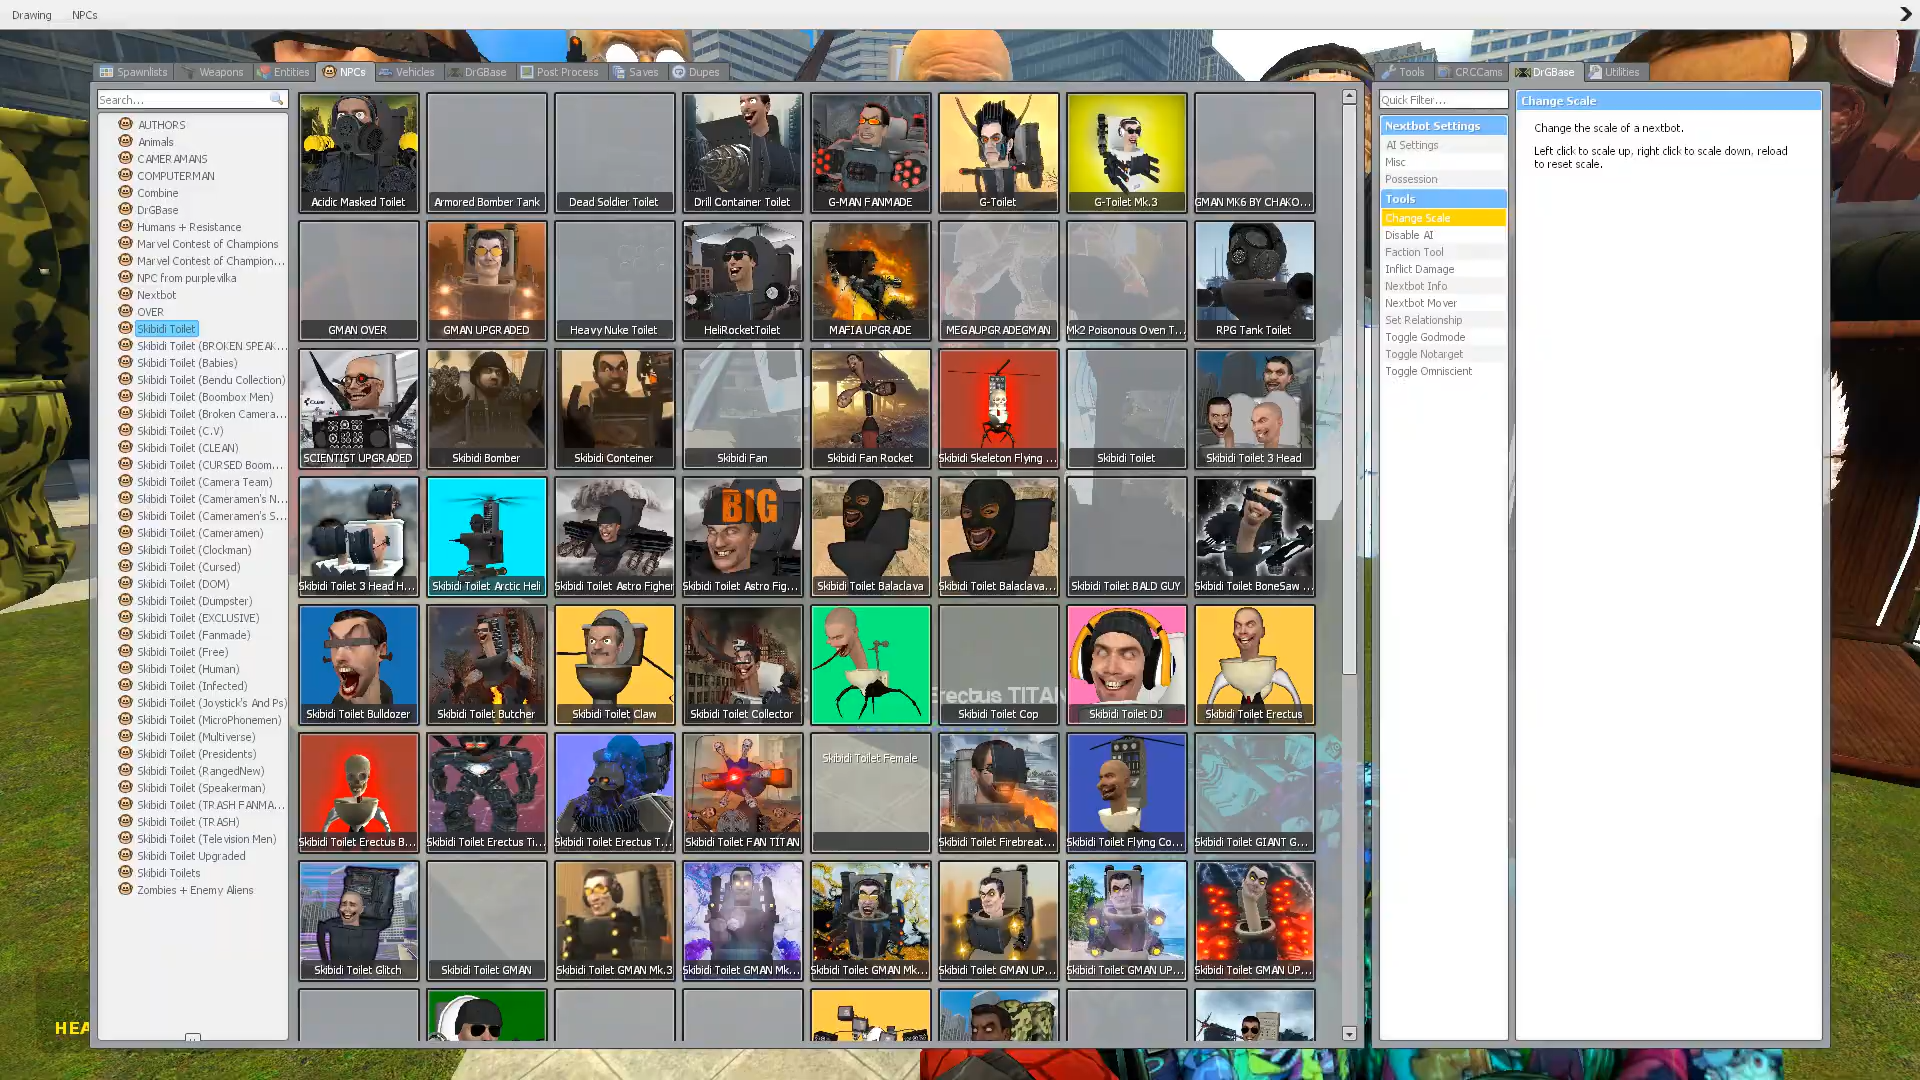 Drawing NPCs
Spawnlists Weapons Entities NPCs Vehicles DrGBase Post Process Saves Dupes
Tools CRCCams DrGBase Utilities
Search...
AUTHORS
Animals
CAMERAMANS
COMPUTERMAN
Combine
DrGBase
Humans + Resistance
Marvel Contest of Champions
Marvel Contest of Champion...
NPC from purplevilka
Nextbot
OVER
Skibidi Toilet
Skibidi Toilet (BROKEN SPEAK...
Skibidi Toilet (Babies)
Skibidi Toilet (Bendu Collection)
Skibidi Toilet (Boombox Men)
Skibidi Toilet (Broken Camera...
Skibidi Toilet (C.V)
Skibidi Toilet (CLEAN)
Skibidi Toilet (CURSED Boom...
Skibidi Toilet (Camera Team)
Skibidi Toilet (Cameramen's N...
Skibidi Toilet (Cameramen's S...
Skibidi Toilet (Cameramen)
Skibidi Toilet (Clockman)
Skibidi Toilet (Cursed)
Skibidi Toilet (DOM)
Skibidi Toilet (Dumpster)
Skibidi Toilet (EXCLUSIVE)
Skibidi Toilet (Fanmade)
Skibidi Toilet (Free)
Skibidi Toilet (Human)
Skibidi Toilet (Infected)
Skibidi Toilet (Joystick's And Ps)
Skibidi Toilet (MicroPhonemen)
Skibidi Toilet (Multiverse)
Skibidi Toilet (Presidents)
Skibidi Toilet (RangedNew)
Skibidi Toilet (Speakerman)
Skibidi Toilet (TRASH FANMA...
Skibidi Toilet (TRASH)
Skibidi Toilet (Television Men)
Skibidi Toilet Upgraded
Skibidi Toilets
Zombies + Enemy Aliens
HEA
Acidic Masked Toilet
Armored Bomber Tank
Dead Soldier Toilet
Drill Container Toilet
G-MAN FANMADE
G-Toilet
G-Toilet Mk.3
GMAN MK6 BY CHAKO...
GMAN OVER
GMAN UPGRADED
Heavy Nuke Toilet
HeliRocketToilet
MAFIA UPGRADE
MEGAUPGRADEGMAN
Mk2 Poisonous Oven T...
RPG Tank Toilet
SCIENTIST UPGRADED
Skibidi Bomber
Skibidi Conteiner
Skibidi Fan
Skibidi Fan Rocket
Skibidi Skeleton Flying ...
Skibidi Toilet
Skibidi Toilet 3 Head
Skibidi Toilet 3 Head H...
Skibidi Toilet Arctic Heli
Skibidi Toilet Astro Figher
BIG
Skibidi Toilet Astro Fig...
Skibidi Toilet Balaclava
Skibidi Toilet Balaclava...
Skibidi Toilet BALD GUY
Skibidi Toilet BoneSaw ...
Skibidi Toilet Bulldozer
Skibidi Toilet Butcher
Skibidi Toilet Claw
Skibidi Toilet Collector
Erectus TITAN
Skibidi Toilet Cop
Skibidi Toilet DJ
Skibidi Toilet Erectus
Skibidi Toilet Erectus B...
Skibidi Toilet Erectus Ti...
Skibidi Toilet Erectus T...
Skibidi Toilet FAN TITAN
Skibidi Toilet Female
Skibidi Toilet Firebreat...
Skibidi Toilet Flying Co...
Skibidi Toilet GIANT G...
Skibidi Toilet Glitch
Skibidi Toilet GMAN
Skibidi Toilet GMAN Mk.3
Skibidi Toilet GMAN Mk...
Skibidi Toilet GMAN Mk...
Skibidi Toilet GMAN UP...
Skibidi Toilet GMAN UP...
Skibidi Toilet GMAN UP...
Quick Filter...
Nextbot Settings
AI Settings
Misc
Possession
Tools
Change Scale
Disable AI
Faction Tool
Inflict Damage
Nextbot Info
Nextbot Mover
Set Relationship
Toggle Godmode
Toggle Notarget
Toggle Omniscient
Change Scale
Change the scale of a nextbot.
Left click to scale up, right click to scale down, reload
to reset scale.